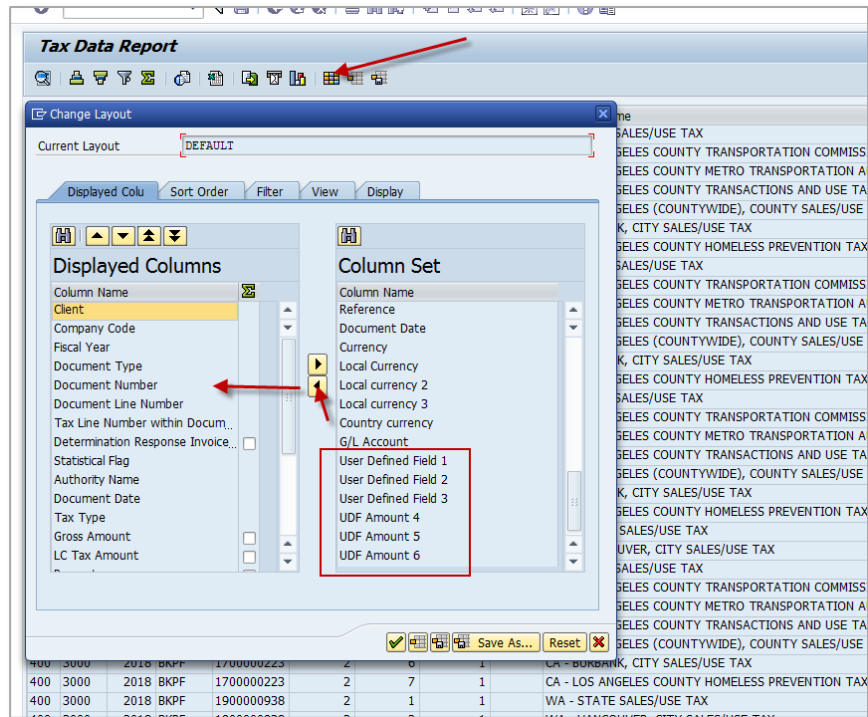 Tax Data Report
Change Layout
Current Layout DEFAULT
Displayed Colu Sort Order Filter View Display
Displayed Columns
Column Name
Client
Company Code
Fiscal Year
Document Type
Document Number
Document Line Number
Tax Line Number within Docum...
Determination Response Invoice...
Statistical Flag
Authority Name
Document Date
Tax Type
Gross Amount
LC Tax Amount
Column Set
Column Name
Reference
Document Date
Currency
Local Currency
Local currency 2
Local currency 3
Country currency
G/L Account
User Defined Field 1
User Defined Field 2
User Defined Field 3
UDF Amount 4
UDF Amount 5
UDF Amount 6
Save As... Reset
me
SALES/USE TAX
GELES COUNTY TRANSPORTATION COMMISS
GELES COUNTY METRO TRANSPORTATION A
GELES COUNTY TRANSACTIONS AND USE TA
GELES (COUNTYWIDE), COUNTY SALES/USE
K, CITY SALES/USE TAX
GELES COUNTY HOMELESS PREVENTION TAX
SALES/USE TAX
GELES COUNTY TRANSPORTATION COMMISS
GELES COUNTY METRO TRANSPORTATION A
GELES COUNTY TRANSACTIONS AND USE TA
GELES (COUNTYWIDE), COUNTY SALES/USE
K, CITY SALES/USE TAX
GELES COUNTY HOMELESS PREVENTION TAX
SALES/USE TAX
GELES COUNTY TRANSPORTATION COMMISS
GELES COUNTY METRO TRANSPORTATION A
GELES COUNTY TRANSACTIONS AND USE TA
GELES (COUNTYWIDE), COUNTY SALES/USE
K, CITY SALES/USE TAX
GELES COUNTY HOMELESS PREVENTION TAX
SALES/USE TAX
UVER, CITY SALES/USE TAX
SALES/USE TAX
GELES COUNTY TRANSPORTATION COMMISS
GELES COUNTY METRO TRANSPORTATION A
GELES COUNTY TRANSACTIONS AND USE TA
GELES (COUNTYWIDE), COUNTY SALES/USE
400 3000 2018 BKPF 1700000223 2 6 1 CA - BURBANK, CITY SALES/USE TAX
400 3000 2018 BKPF 1700000223 2 7 1 CA - LOS ANGELES COUNTY HOMELESS PREVENTION TAX
400 3000 2018 BKPF 1900000938 2 1 1 WA - STATE SALES/USE TAX